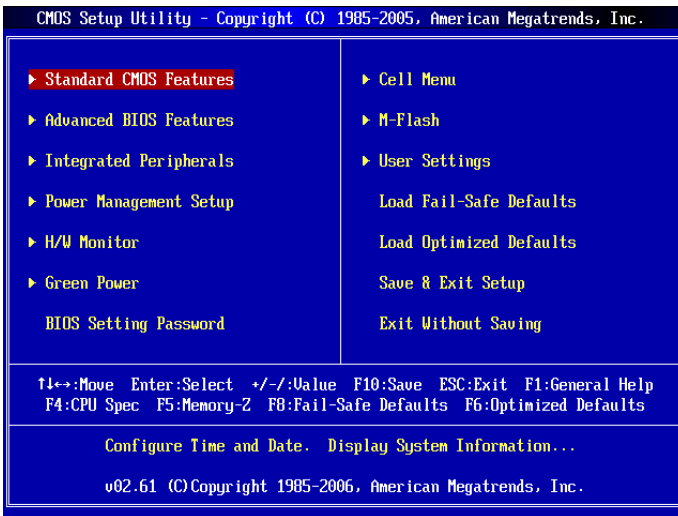 CMOS Setup Utility - Copyright (C) 1985-2005, American Megatrends, Inc.
▶ Standard CMOS Features
▶ Advanced BIOS Features
▶ Integrated Peripherals
▶ Power Management Setup
▶ H/W Monitor
▶ Green Power
BIOS Setting Password
▶ Cell Menu
▶ M-Flash
▶ User Settings
Load Fail-Safe Defaults
Load Optimized Defaults
Save & Exit Setup
Exit Without Saving
↑↓←→:Move Enter:Select +/-/:Value F10:Save ESC:Exit F1:General Help
F4:CPU Spec F5:Memory-Z F8:Fail-Safe Defaults F6:Optimized Defaults
Configure Time and Date. Display System Information...
v02.61 (C)Copyright 1985-2006, American Megatrends, Inc.